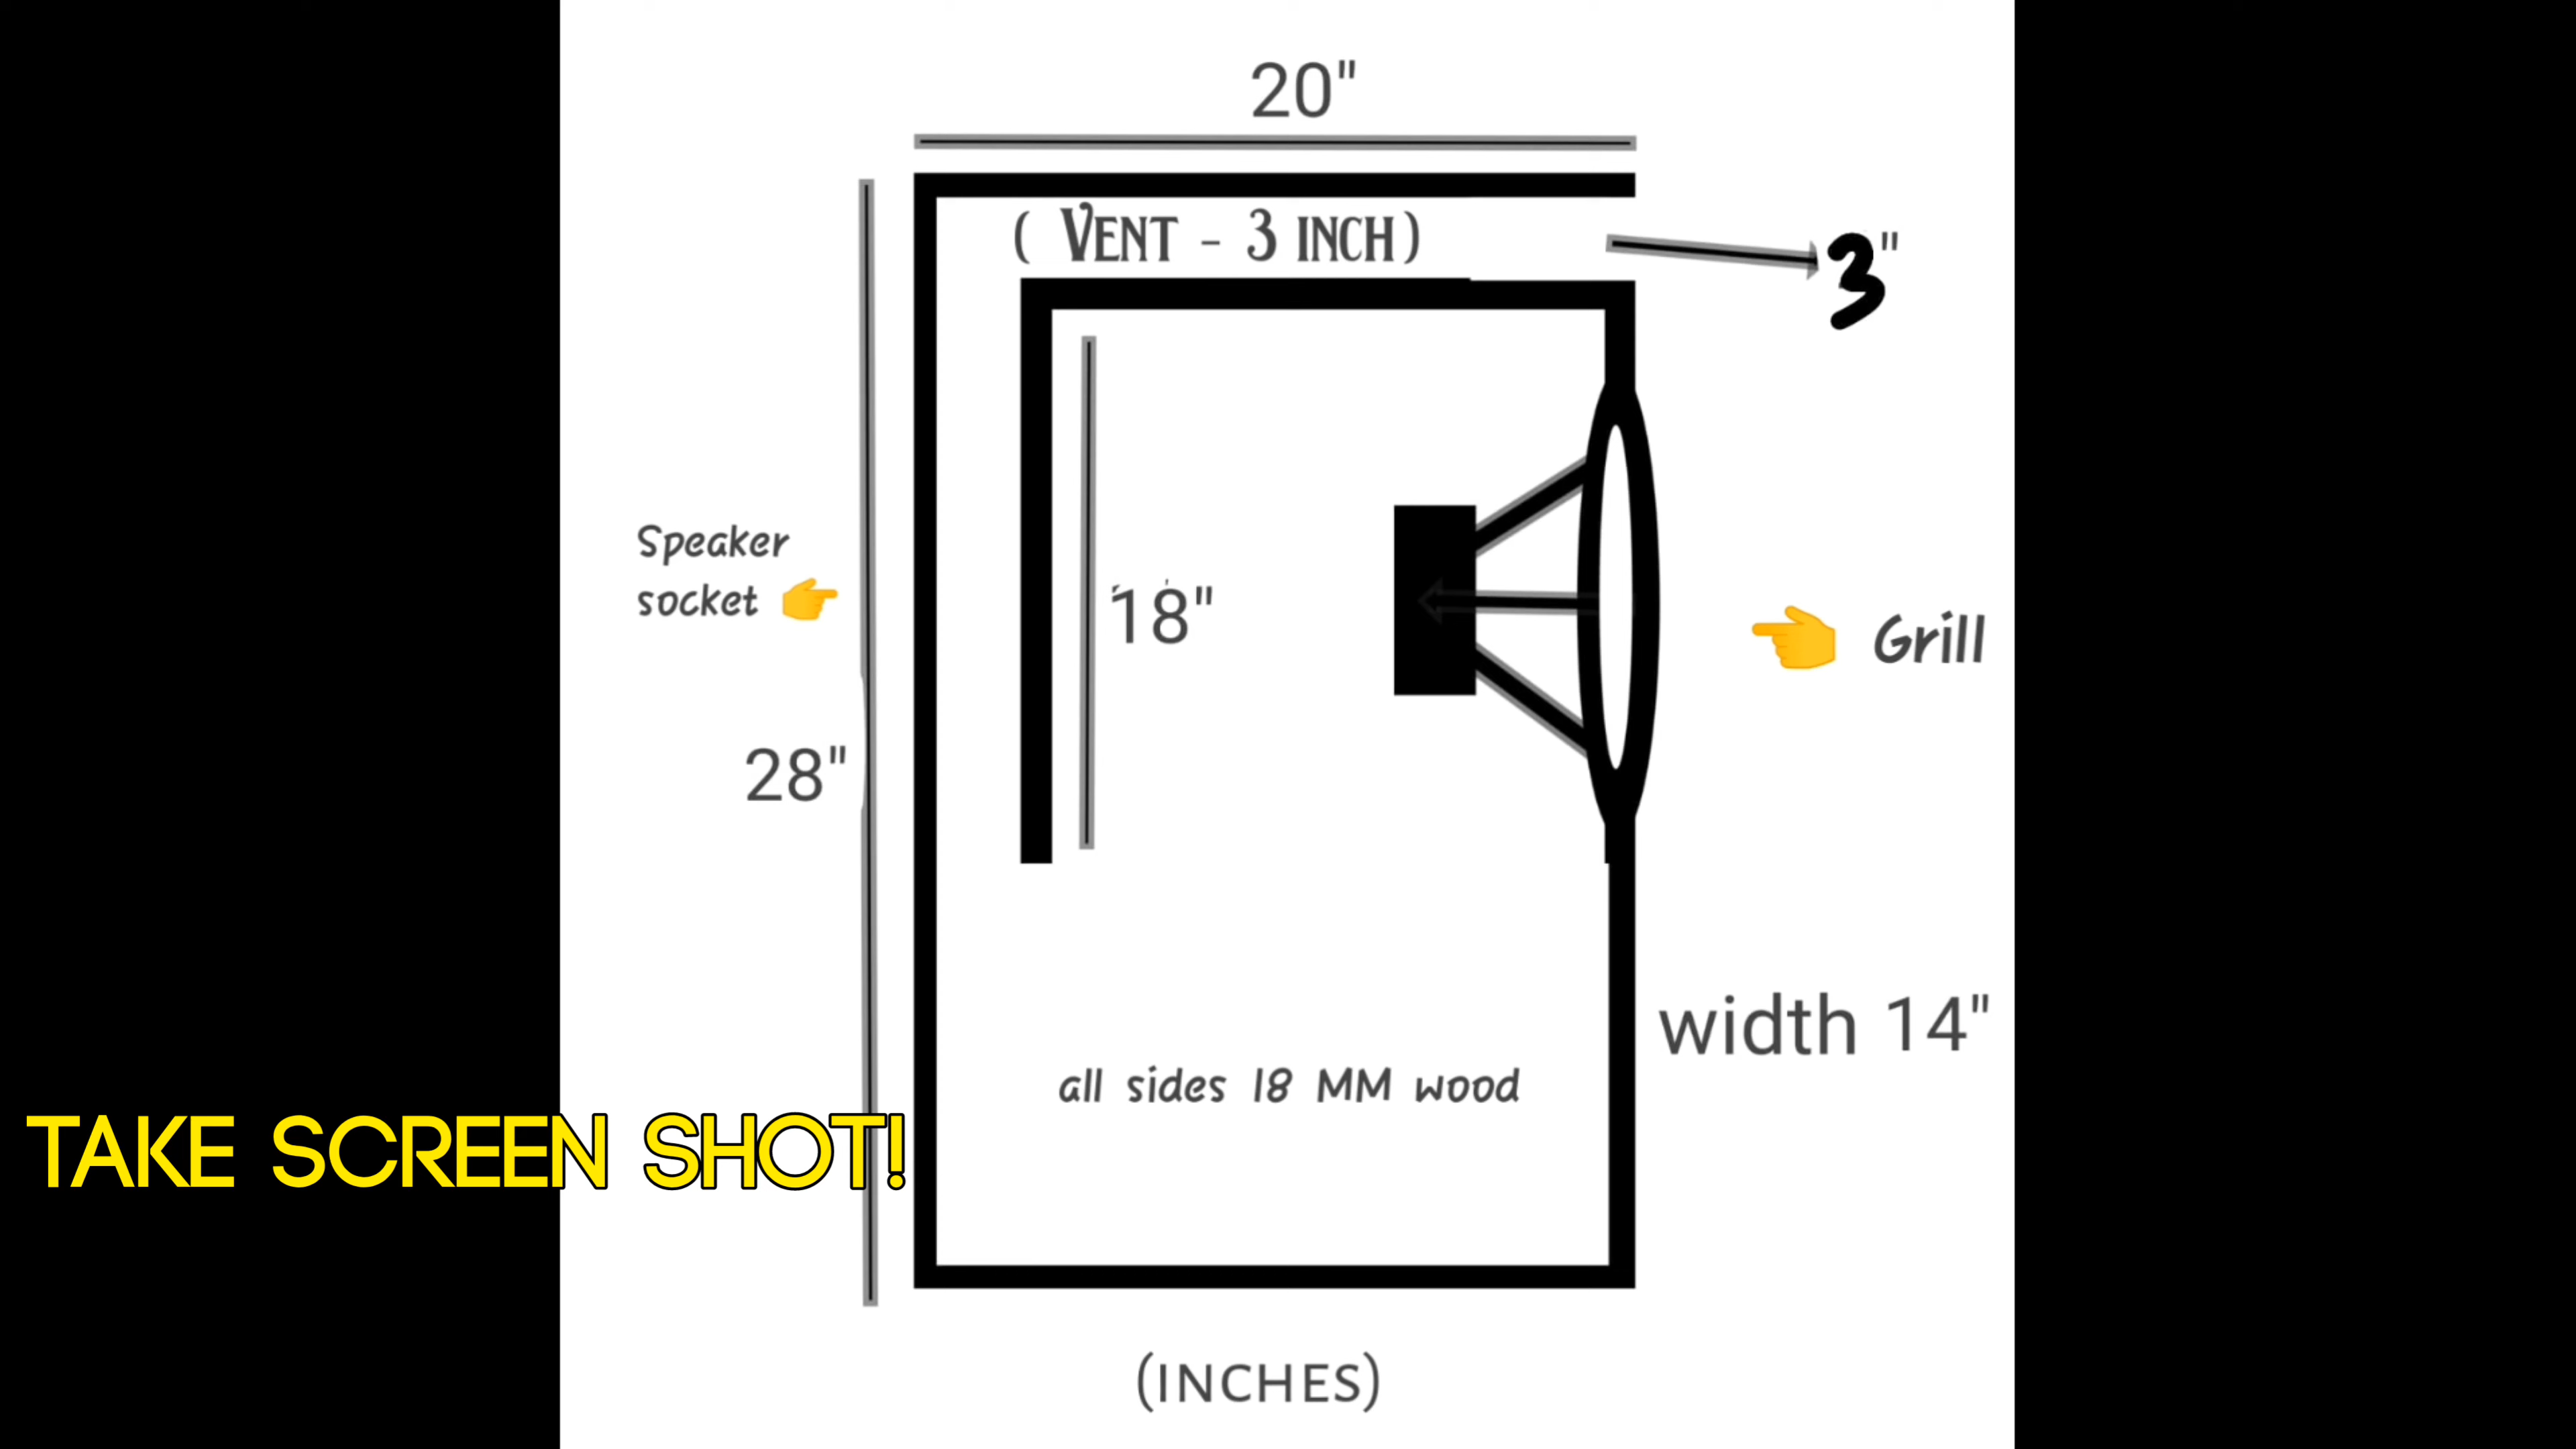 20"
( VENT - 3 INCH )
3"
Speaker
socket
18"
Grill
28"
width 14"
all sides 18 MM wood
TAKE SCREEN SHOT!
(INCHES)